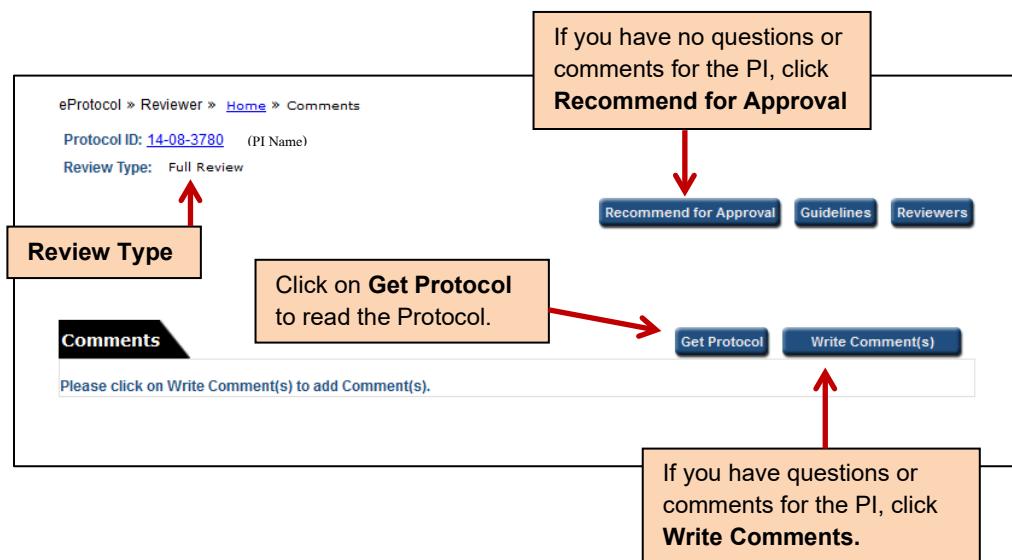 If you have no questions or
comments for the PI, click
Recommend for Approval
eProtocol » Reviewer » Home » Comments
Protocol ID: 14-08-3780 (PI Name)
Review Type: Full Review
Recommend for Approval Guidelines Reviewers
Review Type
Click on Get Protocol
to read the Protocol.
Comments
Get Protocol Write Comment(s)
Please click on Write Comment(s) to add Comment(s).
If you have questions or
comments for the PI, click
Write Comments.